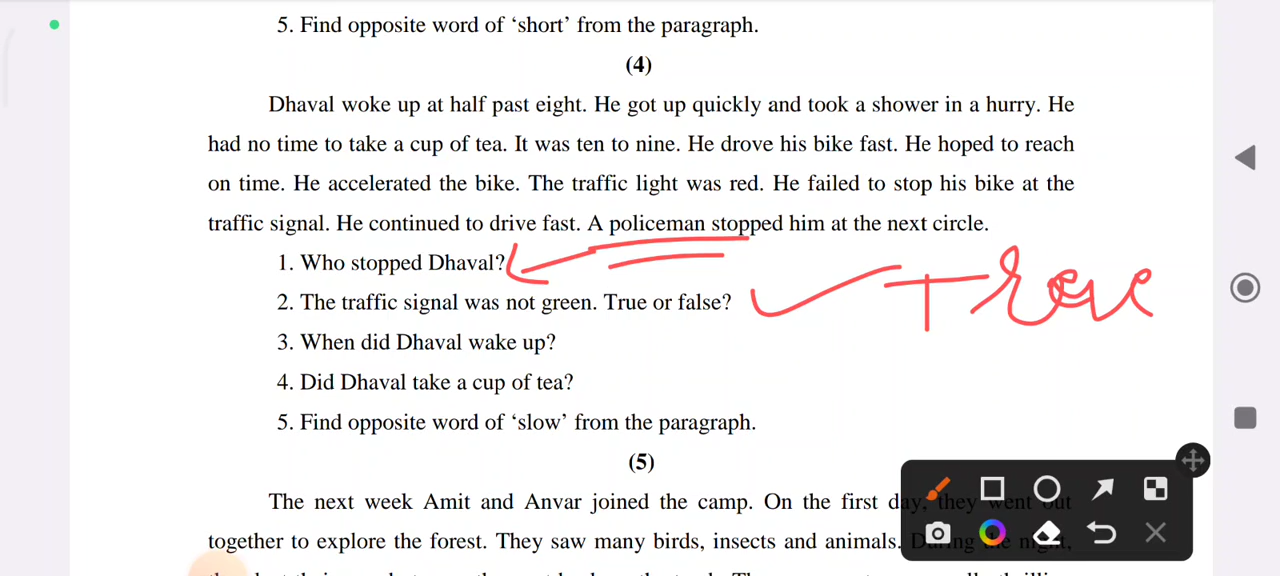 5. Find opposite word of ‘short’ from the paragraph.
(4)
Dhaval woke up at half past eight. He got up quickly and took a shower in a hurry. He
had no time to take a cup of tea. It was ten to nine. He drove his bike fast. He hoped to reach
on time. He accelerated the bike. The traffic light was red. He failed to stop his bike at the
traffic signal. He continued to drive fast. A policeman stopped him at the next circle.
1. Who stopped Dhaval?
2. The traffic signal was not green. True or false?
True
3. When did Dhaval wake up?
4. Did Dhaval take a cup of tea?
5. Find opposite word of ‘slow’ from the paragraph.
(5)
The next week Amit and Anvar joined the camp. On the first day, they went out
together to explore the forest. They saw many birds, insects and animals.